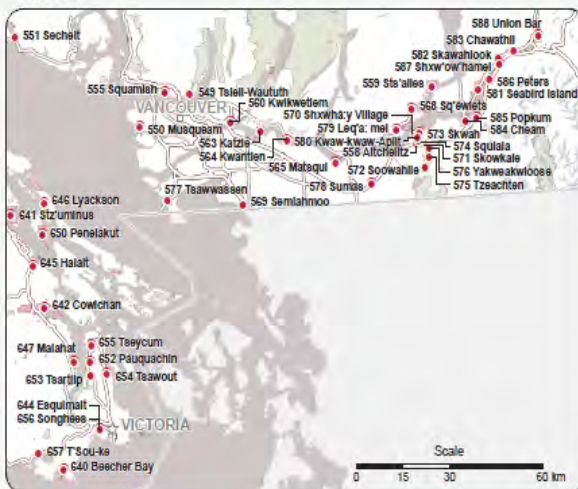 588 Union Bar
551 Sechelt
583 Chawathil
582 Skawahlook
587 Shxw'ow'hamel
586 Peters
559 Sts'ailes
581 Seabird Island
555 Squamish
549 Tsleil-Waututh
560 Kwikwetlem
568 Sq'ewlets
VANCOUVER
570 Shxwhá:y Village
585 Popkum
584 Cheam
550 Musqueam
563 Katzie
579 Leq'a: mel
573 Skwah
564 Kwantlen
580 Kwaw-kwaw-Apilt
574 Squiala
558 Aitchelitz
571 Skowkale
565 Matsqui
572 Soowahlie
576 Yakweakwioose
575 Tzeachten
577 Tsawwassen
578 Sumas
569 Semiahmoo
646 Lyackson
641 Stz'uminus
650 Penelakut
645 Halalt
642 Cowichan
655 Tseycum
647 Malahat
652 Pauquachin
653 Tsartlip
654 Tsawout
644 Esquimalt
656 Songhees
VICTORIA
657 T'Sou-ke
640 Beecher Bay
Scale
0 15 30 60 km